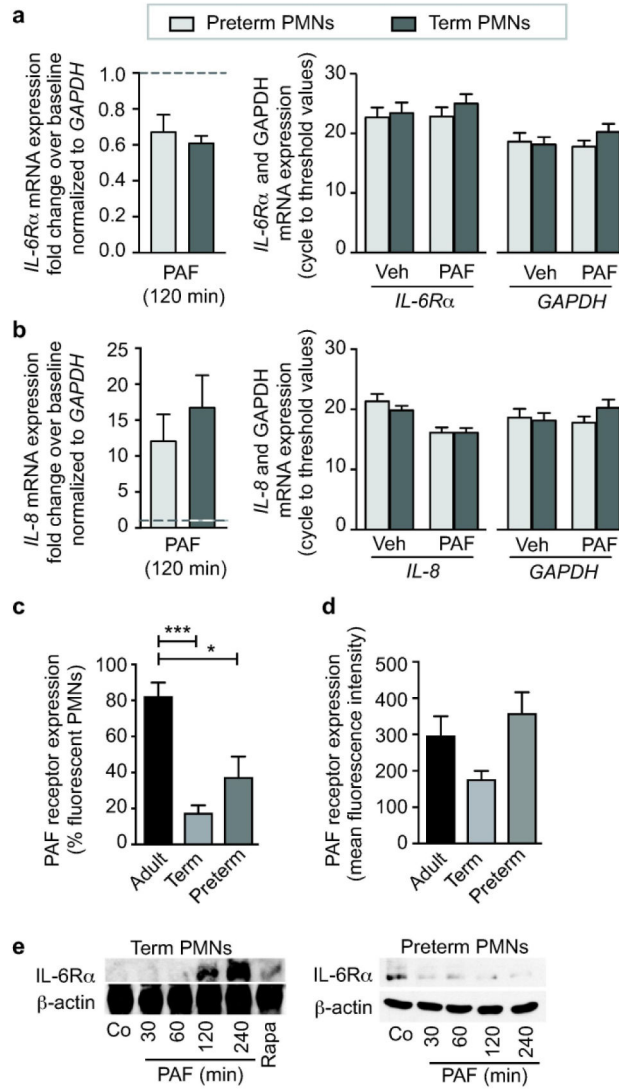 a
Preterm PMNs Term PMNs
IL-6Rα mRNA expression
fold change over baseline
normalized to GAPDH
1.0
0.8
0.6
0.4
0.2
0.0
PAF
(120 min)
IL-6Rα and GAPDH
mRNA expression
(cycle to threshold values)
30
20
10
0
Veh PAF Veh PAF
IL-6Rα GAPDH
b
IL-8 mRNA expression
fold change over baseline
normalized to GAPDH
25
20
15
10
5
0
PAF
(120 min)
IL-8 and GAPDH
mRNA expression
(cycle to threshold values)
30
20
10
0
Veh PAF Veh PAF
IL-8 GAPDH
c
PAF receptor expression
(% fluorescent PMNs)
100
80
60
40
20
0
***
*
Adult Term Preterm
d
PAF receptor expression
(mean fluorescence intensity)
500
400
300
200
100
0
Adult Term Preterm
e
Term PMNs
IL-6Rα
β-actin
Co 30 60 120 240 Rapa
PAF (min)
Preterm PMNs
IL-6Rα
β-actin
Co 30 60 120 240
PAF (min)